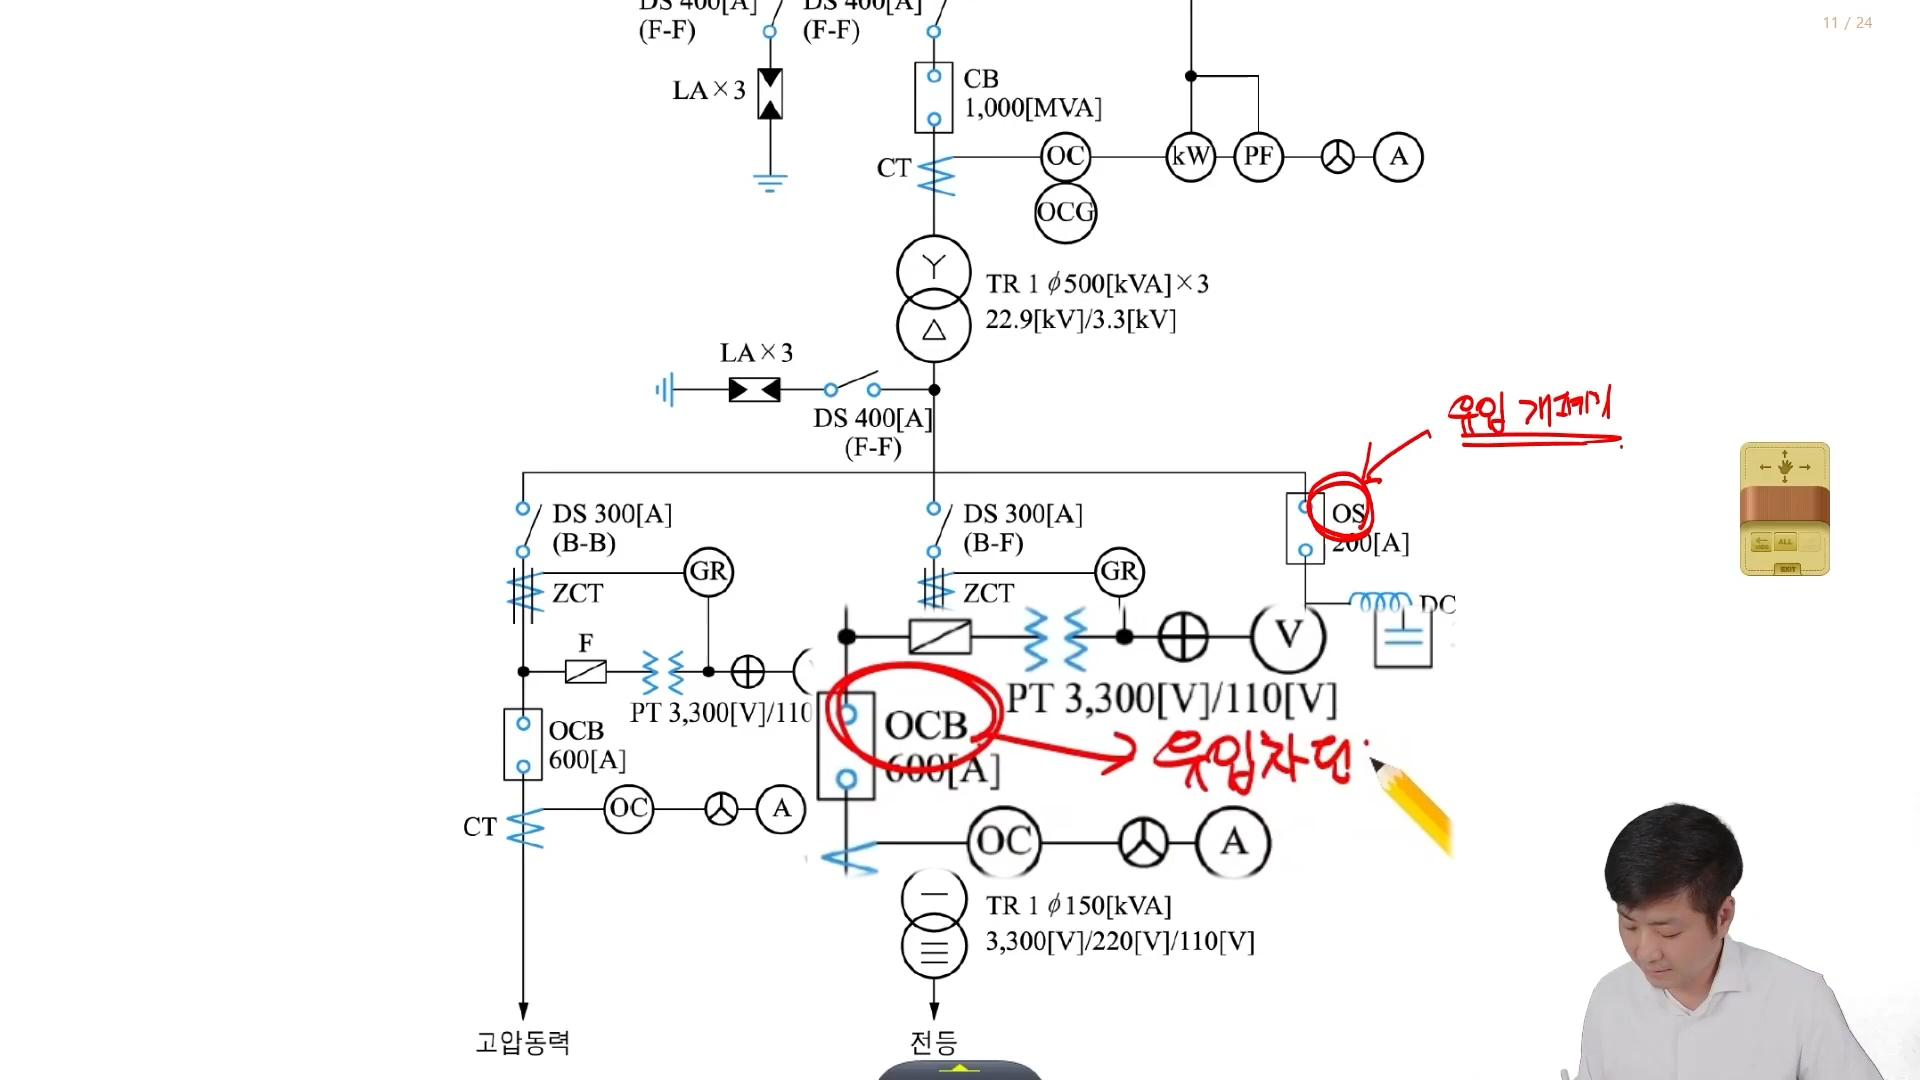 11 / 24
DS 400[A] DS 400[A]
(F-F) (F-F)
LA×3
CB
1,000[MVA]
CT
OC
kW
PF
A
OCG
Y
TR 1ϕ500[kVA]×3
22.9[kV]/3.3[kV]
△
LA×3
DS 400[A]
(F-F)
유입 개폐기
DS 300[A]
(B-B)
DS 300[A]
(B-F)
OS
200[A]
GR
GR
ZCT
ZCT
DC
F
V
PT 3,300[V]/110
PT 3,300[V]/110[V]
OCB
600[A]
OCB
600[A]
유입차단
CT
OC
A
OC
A
TR 1ϕ150[kVA]
3,300[V]/220[V]/110[V]
고압동력
전등
ALL
EXIT